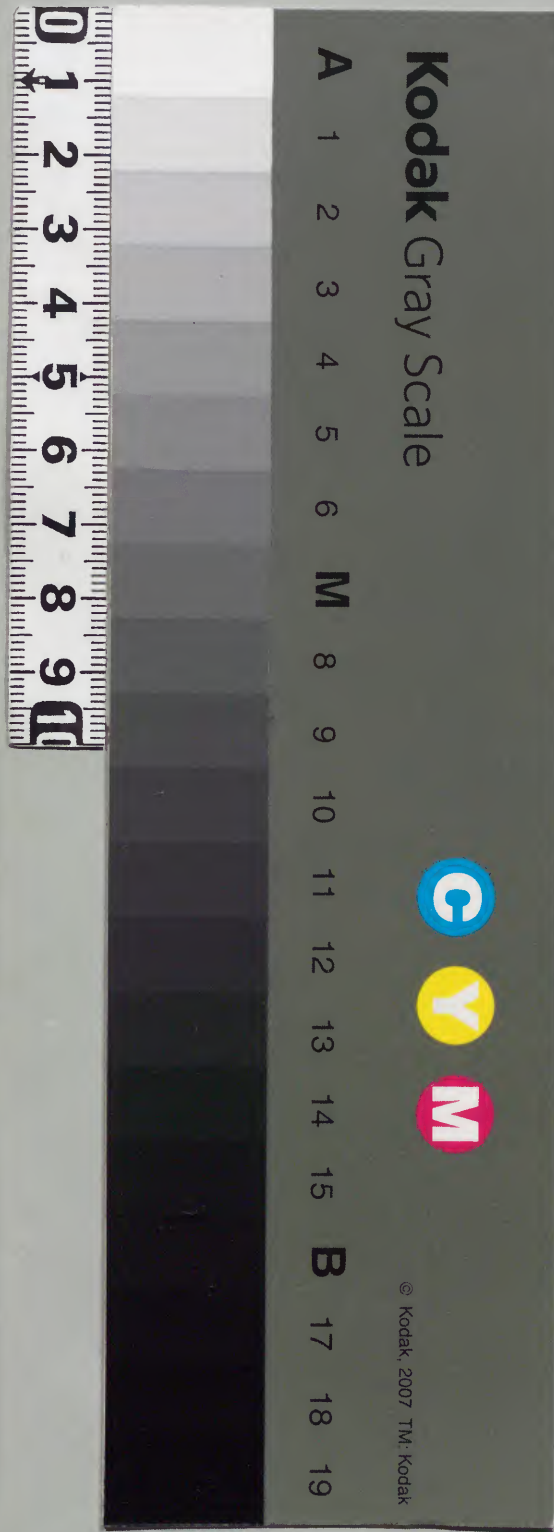 Kodak Gray Scale
C Y M
© Kodak, 2007 TM: Kodak
A 1 2 3 4 5 6 M 8 9 10 11 12 13 14 15 B 17 18 19
0 1 2 3 4 5 6 7 8 9 10